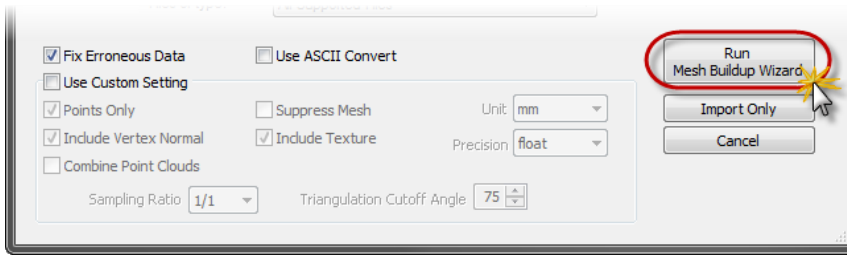 Fix Erroneous Data
Use ASCII Convert
Run
Mesh Buildup Wizard
Use Custom Setting
Points Only
Suppress Mesh
Unit mm
Import Only
Include Vertex Normal
Include Texture
Precision float
Cancel
Combine Point Clouds
Sampling Ratio 1/1
Triangulation Cutoff Angle 75